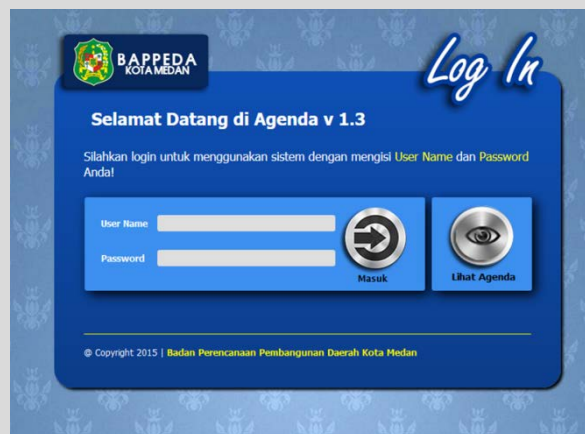 BAPPEDA
KOTA MEDAN
Log In
Selamat Datang di Agenda v 1.3
Silahkan login untuk menggunakan sistem dengan mengisi User Name dan Password
Anda!
User Name
Password
Masuk
Lihat Agenda
© Copyright 2015 | Badan Perencanaan Pembangunan Daerah Kota Medan